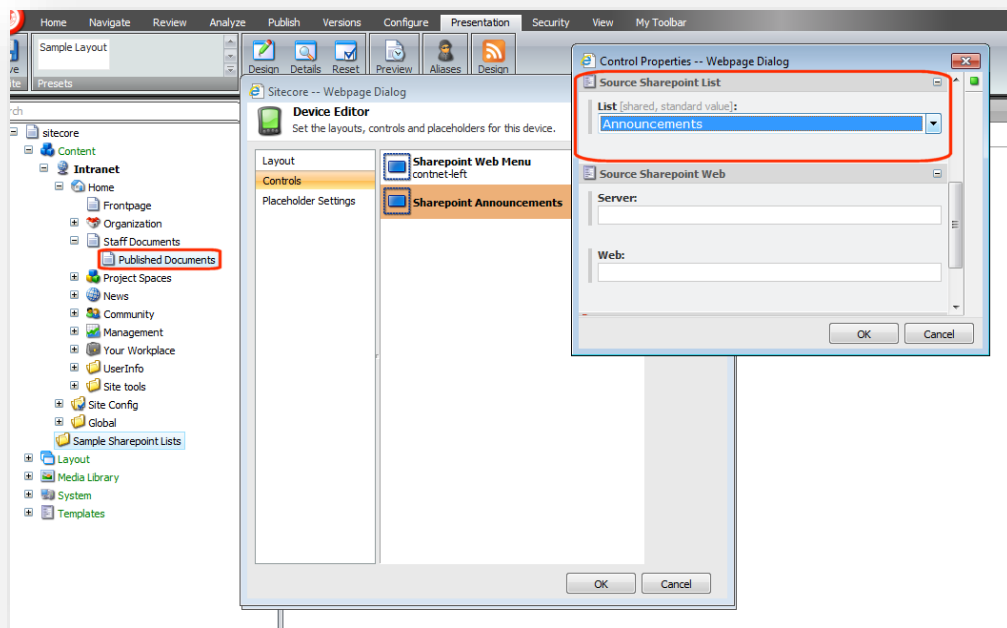 Home Navigate Review Analyze Publish Versions Configure Presentation Security View My Toolbar
Sample Layout
Design Details Reset Preview Aliases Design
Presets
sitecore
Content
Intranet
Home
Frontpage
Organization
Staff Documents
Published Documents
Project Spaces
News
Community
Management
Your Workplace
UserInfo
Site tools
Site Config
Global
Sample Sharepoint Lists
Layout
Media Library
System
Templates
Sitecore -- Webpage Dialog
Device Editor
Set the layouts, controls and placeholders for this device.
Layout
Controls
Placeholder Settings
Sharepoint Web Menu
contnet-left
Sharepoint Announcements
OK Cancel
Control Properties -- Webpage Dialog
Source Sharepoint List
List [shared, standard value]:
Announcements
Source Sharepoint Web
Server:
Web:
OK Cancel